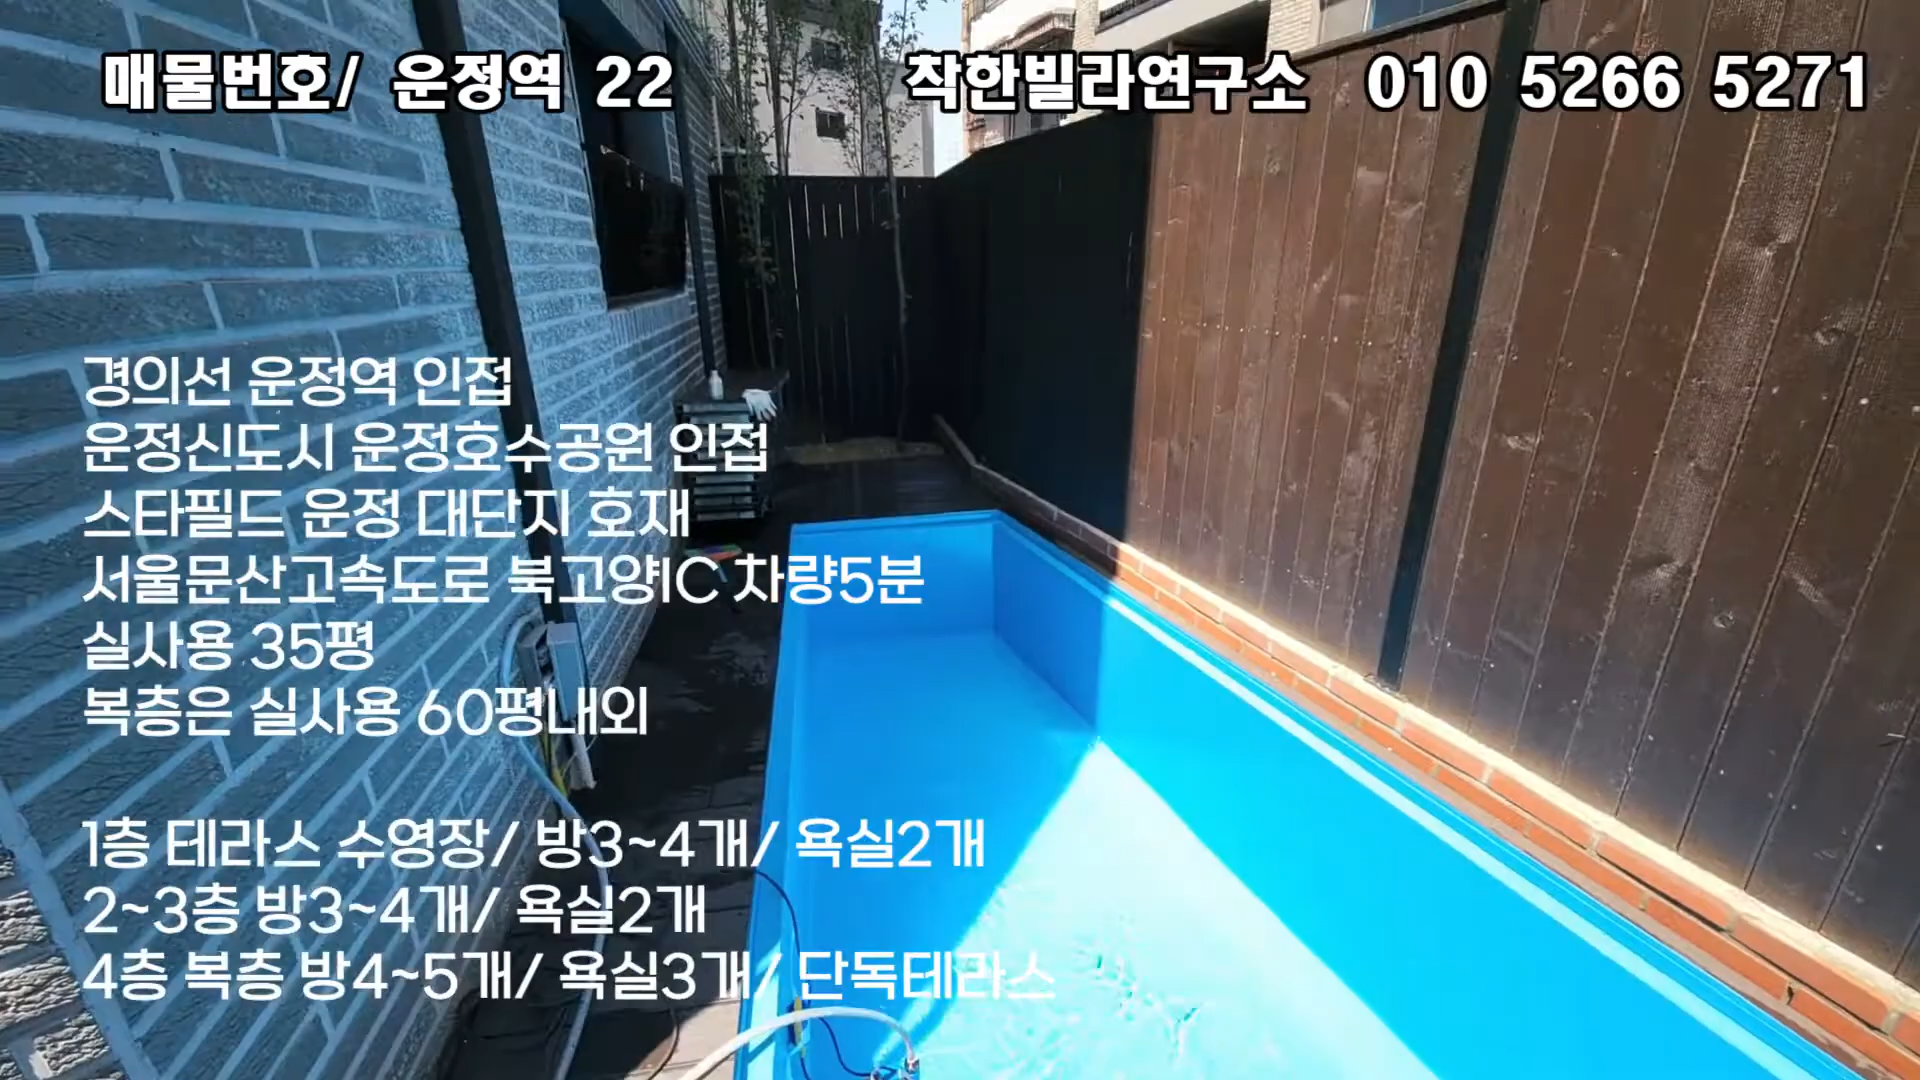 매물번호/ 운정역 22
착한빌라연구소 010 5266 5271
경의선 운정역 인접
운정신도시 운정호수공원 인접
스타필드 운정 대단지 호재
서울문산고속도로 북고양IC 차량5분
실사용 35평
복층은 실사용 60평내외
1층 테라스 수영장/ 방3~4개/ 욕실2개
2~3층 방3~4개/ 욕실2개
4층 복층 방4~5개/ 욕실3개/ 단독테라스